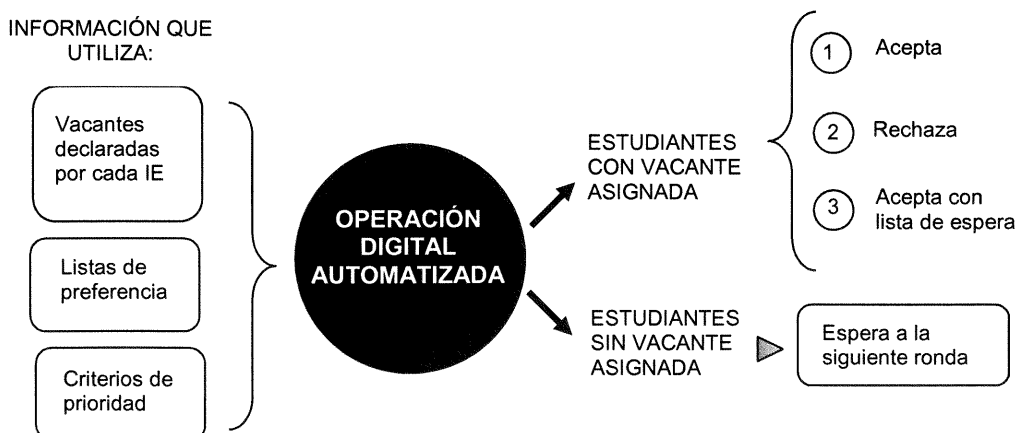 INFORMACIÓN QUE
UTILIZA:
Vacantes
declaradas
por cada IE
Listas de
preferencia
Criterios de
prioridad
OPERACIÓN
DIGITAL
AUTOMATIZADA
ESTUDIANTES
CON VACANTE
ASIGNADA
1 Acepta
2 Rechaza
3 Acepta con
lista de espera
ESTUDIANTES
SIN VACANTE
ASIGNADA
Espera a la
siguiente ronda